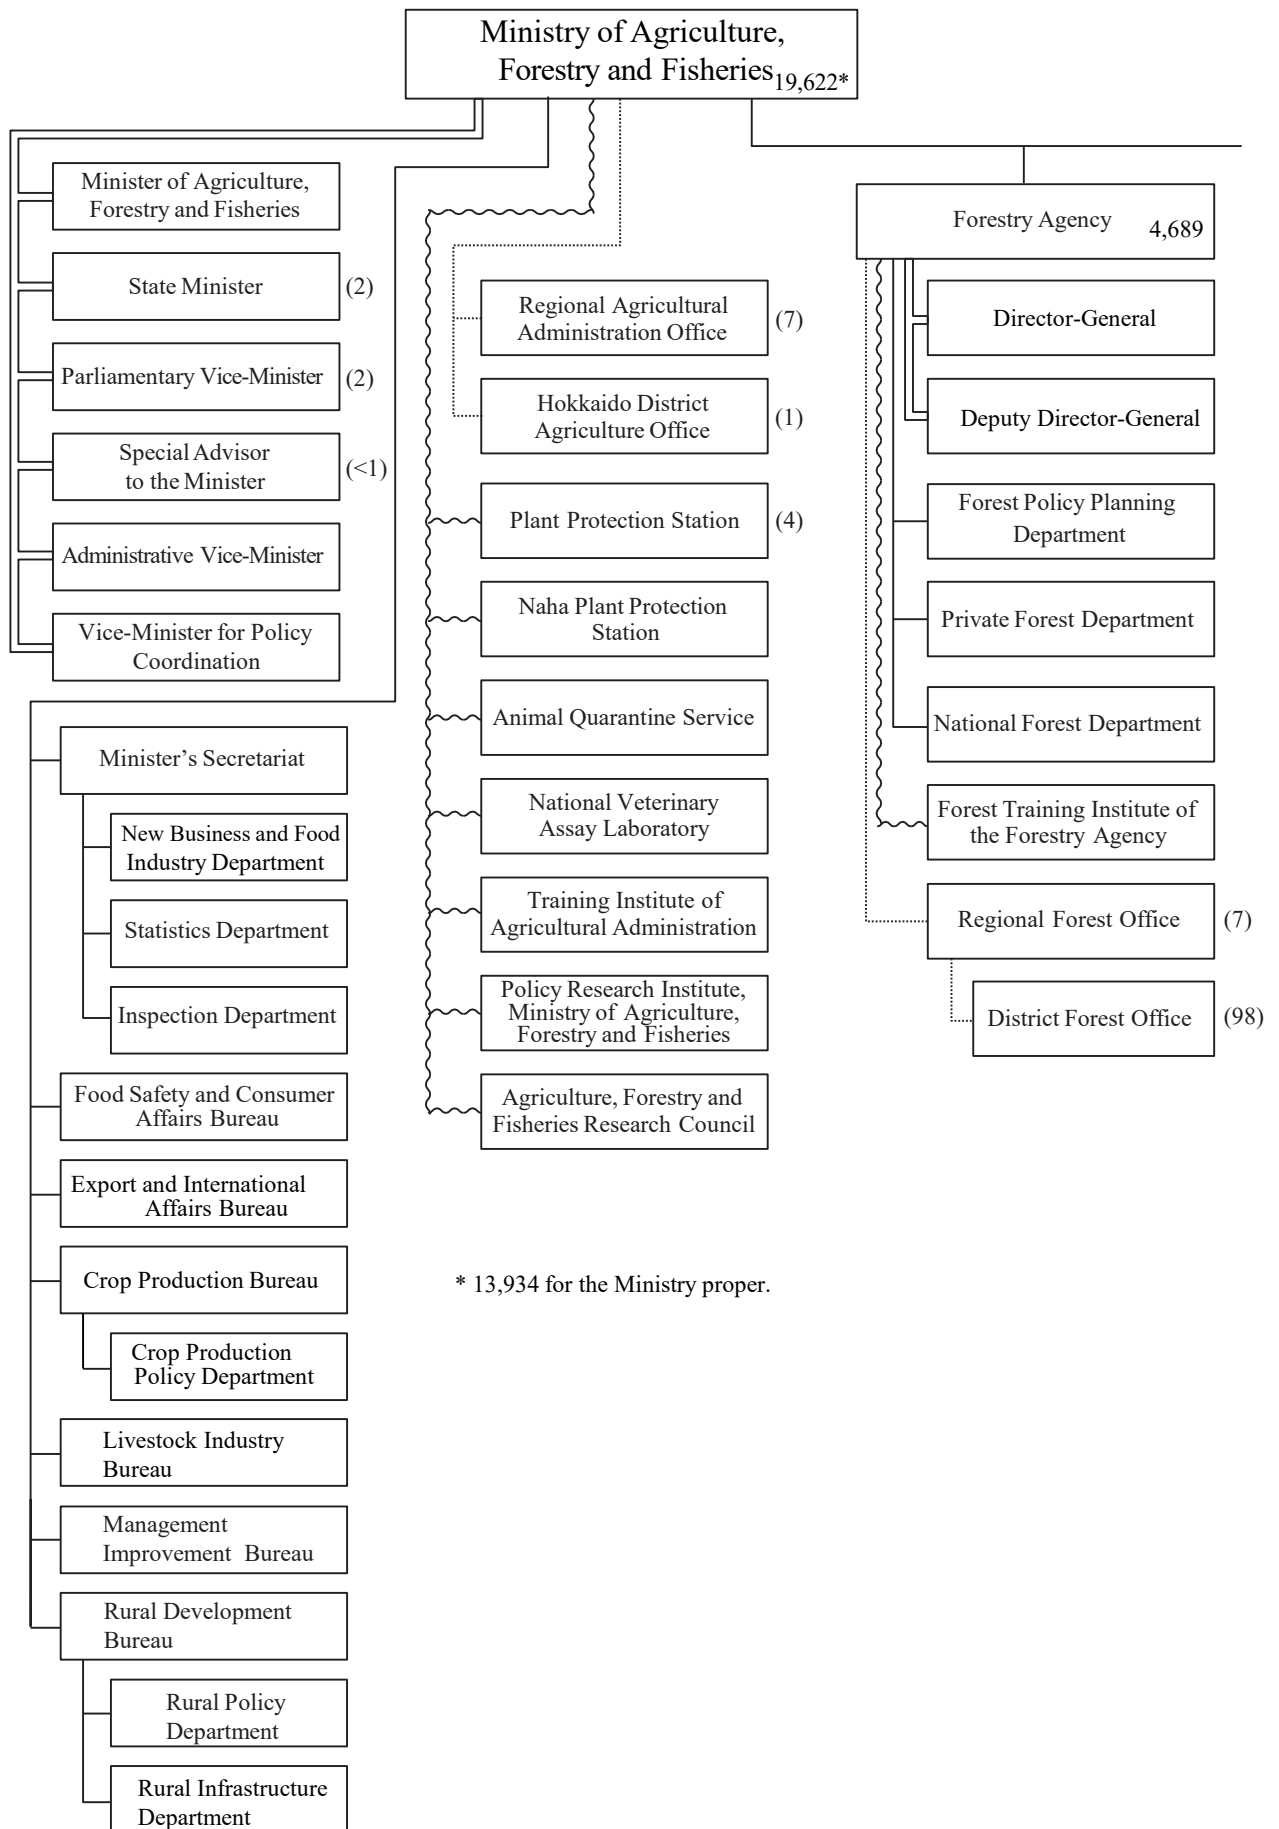 Ministry of Agriculture,
Forestry and Fisheries 19,622*
Minister of Agriculture,
Forestry and Fisheries
State Minister (2)
Parliamentary Vice-Minister (2)
Special Advisor
to the Minister (<1)
Administrative Vice-Minister
Vice-Minister for Policy
Coordination
Minister’s Secretariat
New Business and Food
Industry Department
Statistics Department
Inspection Department
Food Safety and Consumer
Affairs Bureau
Export and International
Affairs Bureau
Crop Production Bureau
Crop Production
Policy Department
Livestock Industry
Bureau
Management
Improvement Bureau
Rural Development
Bureau
Rural Policy
Department
Rural Infrastructure
Department
Regional Agricultural
Administration Office (7)
Hokkaido District
Agriculture Office (1)
Plant Protection Station (4)
Naha Plant Protection
Station
Animal Quarantine Service
National Veterinary
Assay Laboratory
Training Institute of
Agricultural Administration
Policy Research Institute,
Ministry of Agriculture,
Forestry and Fisheries
Agriculture, Forestry and
Fisheries Research Council
* 13,934 for the Ministry proper.
Forestry Agency 4,689
Director-General
Deputy Director-General
Forest Policy Planning
Department
Private Forest Department
National Forest Department
Forest Training Institute of
the Forestry Agency
Regional Forest Office (7)
District Forest Office (98)